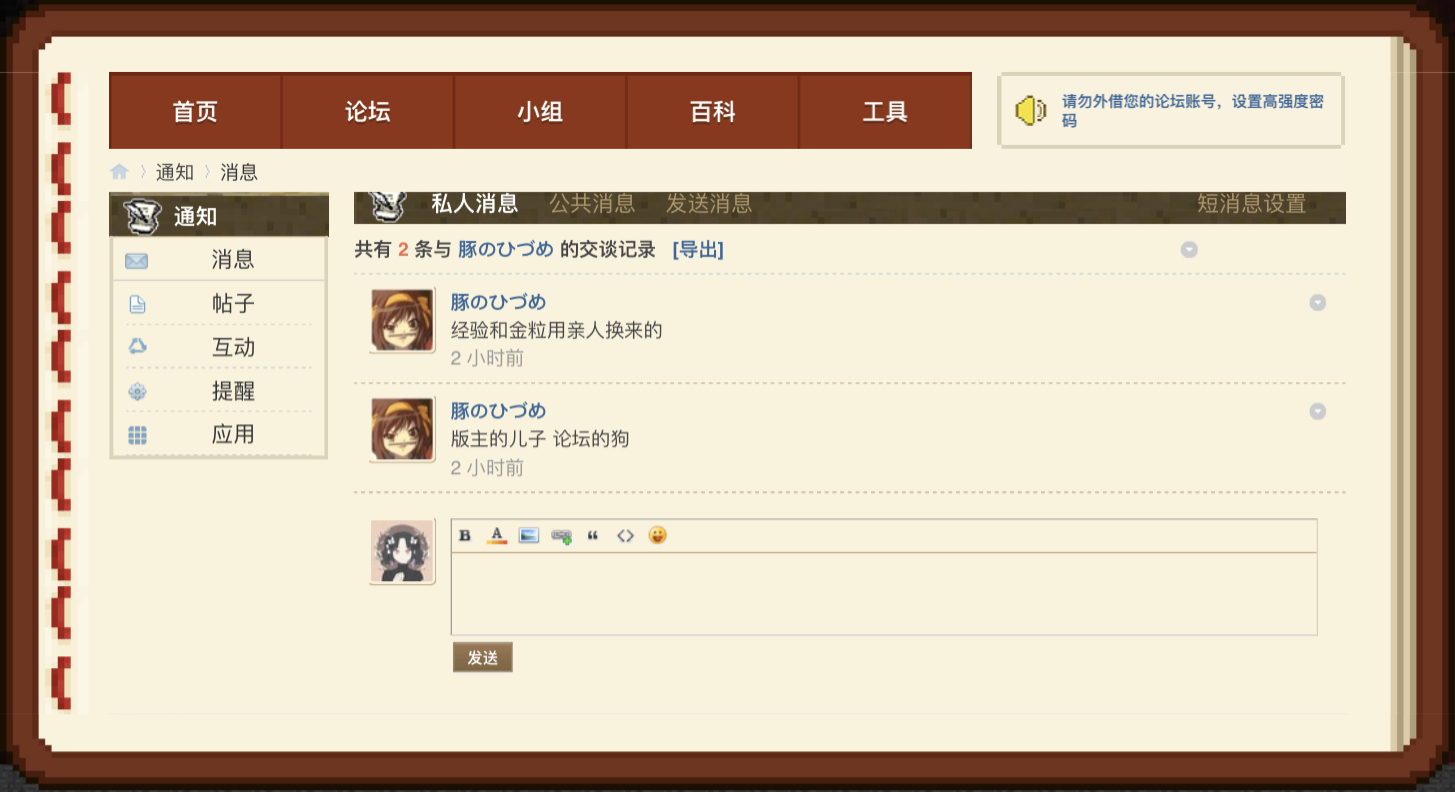 首页 论坛 小组 百科 工具
请勿外借您的论坛账号，设置高强度密
码
通知 消息
通知
消息
帖子
互动
提醒
应用
私人消息 公共消息 发送消息 短消息设置
共有 2 条与 豚のひづめ 的交谈记录 [导出]
豚のひづめ
经验和金粒用亲人换来的
2 小时前
豚のひづめ
版主的儿子 论坛的狗
2 小时前
B A “ <>
发送